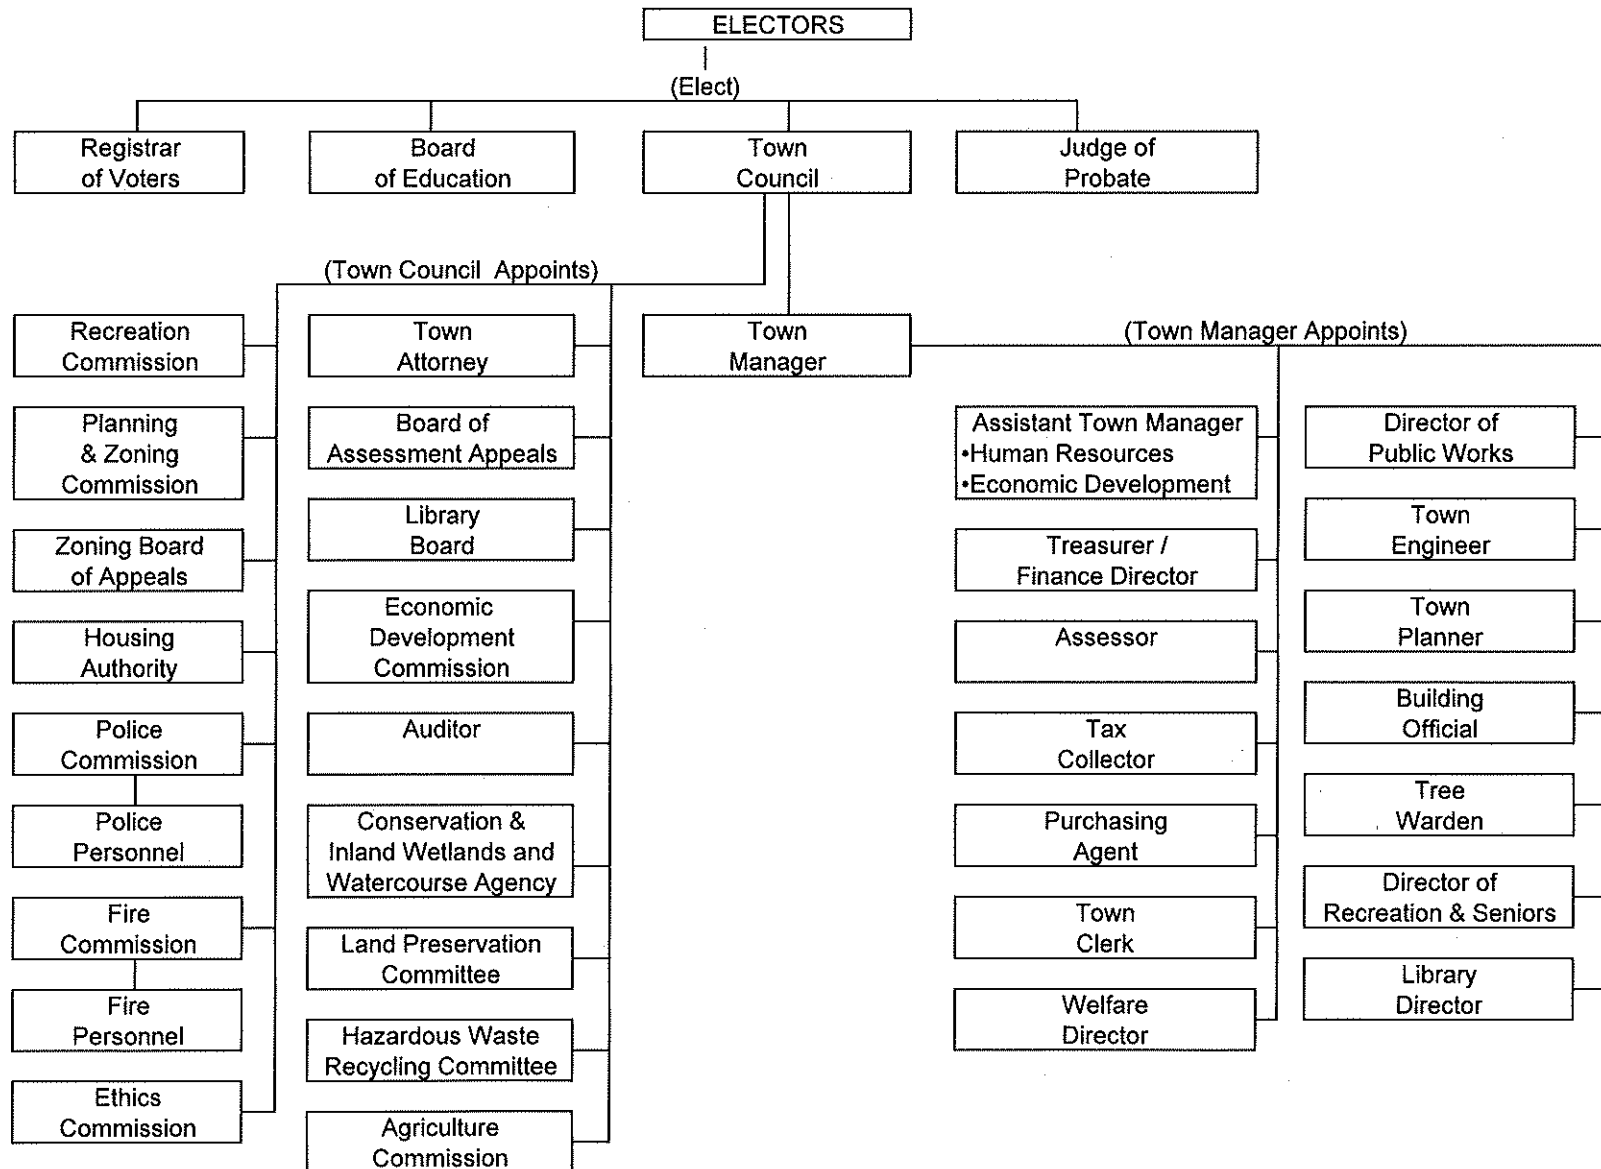 ELECTORS
(Elect)
Registrar
of Voters
Board
of Education
Town
Council
Judge of
Probate
(Town Council Appoints)
Recreation
Commission
Planning
& Zoning
Commission
Zoning Board
of Appeals
Housing
Authority
Police
Commission
Police
Personnel
Fire
Commission
Fire
Personnel
Ethics
Commission
Town
Attorney
Board of
Assessment Appeals
Library
Board
Economic
Development
Commission
Auditor
Conservation &
Inland Wetlands and
Watercourse Agency
Land Preservation
Committee
Hazardous Waste
Recycling Committee
Agriculture
Commission
Town
Manager
(Town Manager Appoints)
Assistant Town Manager
•Human Resources
•Economic Development
Treasurer /
Finance Director
Assessor
Tax
Collector
Purchasing
Agent
Town
Clerk
Welfare
Director
Director of
Public Works
Town
Engineer
Town
Planner
Building
Official
Tree
Warden
Director of
Recreation & Seniors
Library
Director